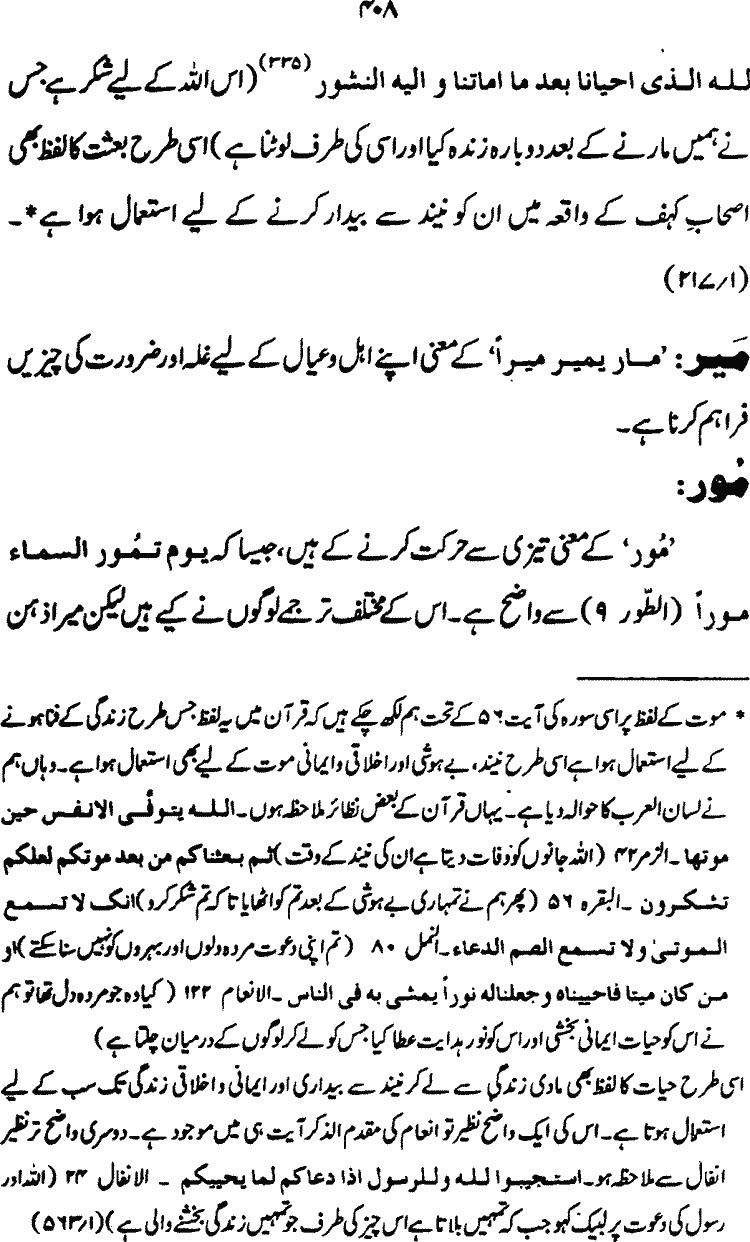 ۴۰۸
لله الذی احیانا بعد ما اماتنا و الیه النشور (۳۳۵) (اس اللہ کے لیے شکر ہے جس
نے ہمیں مارنے کے بعد دوبارہ زندہ کیا اور اسی کی طرف لوٹنا ہے) اسی طرح بعثت کا لفظ بھی
اصحابِ کہف کے واقعہ میں ان کو نیند سے بیدار کرنے کے لیے استعمال ہوا ہے*۔
(۲۱۷/۱)
مَیر: ’مار یمیر میراً‘ کے معنی اپنے اہل و عیال کے لیے غلہ اور ضرورت کی چیزیں
فراہم کرنا ہے۔
مُور:
’مُور‘ کے معنی تیزی سے حرکت کرنے کے ہیں، جیسا کہ یوم تمُور السماء
موراً (الطّور ۹) سے واضح ہے۔ اس کے مختلف ترجمے لوگوں نے کیے ہیں لیکن میرا ذہن
* موت کے لفظ پر اسی سورہ کی آیت ۵۶ کے تحت ہم لکھ چکے ہیں کہ قرآن میں یہ لفظ جس طرح زندگی کے فنا ہونے
کے لیے استعمال ہوا ہے اسی طرح نیند، بے ہوشی اور اخلاقی و ایمانی موت کے لیے بھی استعمال ہوا ہے۔ وہاں ہم
نے لسان العرب کا حوالہ دیا ہے۔ یہاں قرآن کے بعض نظائر ملاحظہ ہوں۔ اللہ یتوفّی الانفس حین
موتھا۔ الزمر ۴۲ (اللہ جانوں کو وفات دیتا ہے ان کی نیند کے وقت) ثم بعثناکم من بعد موتکم لعلکم
تشکرون ۔ البقرہ ۵۶ (پھر ہم نے تمہاری بے ہوشی کے بعد تم کو اٹھایا تا کہ تم شکر کرو) انک لا تسمع
الموتیٰ ولا تسمع الصم الدعاء۔ النمل ۸۰ (تم اپنی دعوت مردہ دلوں اور بہروں کو نہیں سنا سکتے) او
من کان میتا فاحییناہ وجعلنالہ نوراً یمشی بہ فی الناس ۔ الانعام ۱۲۲ (کیا وہ جو مردہ دل تھا تو ہم
نے اس کو حیات ایمانی بخشی اور اس کو نور ہدایت عطا کیا جس کو لے کر لوگوں کے درمیان چلتا ہے)
اسی طرح حیات کا لفظ بھی مادی زندگی سے لے کر نیند سے بیداری اور ایمانی و اخلاقی زندگی تک سب کے لیے
استعمال ہوتا ہے۔ اس کی ایک واضح نظیر تو انعام کی مقدم الذکر آیت ہی میں موجود ہے۔ دوسری واضح تر نظیر
انفال سے ملاحظہ ہو۔ استجیبوا للہ وللرسول اذا دعاکم لما یحییکم ۔ الانفال ۲۴ (اللہ اور
رسول کی دعوت پر لبیک کہو جب کہ تمہیں بلاتا ہے اس چیز کی طرف جو تمہیں زندگی بخشنے والی ہے) (۵۶۳/۱)